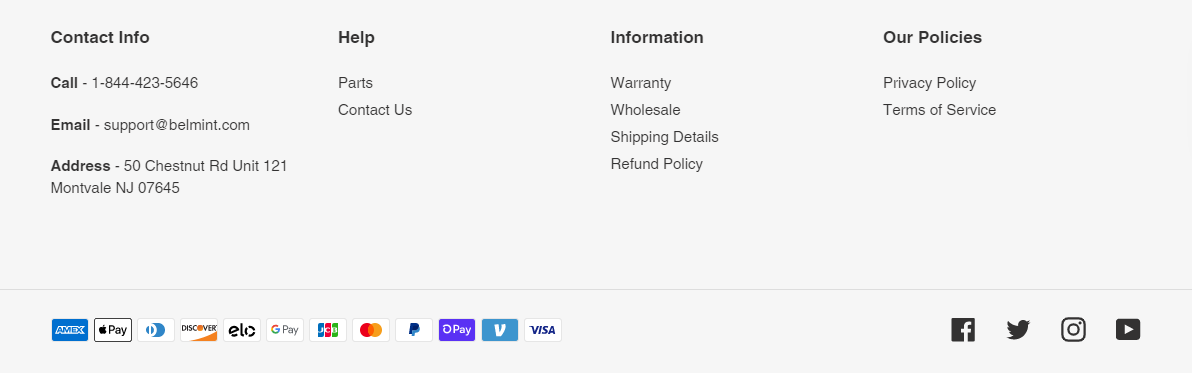 Contact Info
Call - 1-844-423-5646
Email - support@belmint.com
Address - 50 Chestnut Rd Unit 121
Montvale NJ 07645
Help
Parts
Contact Us
Information
Warranty
Wholesale
Shipping Details
Refund Policy
Our Policies
Privacy Policy
Terms of Service
AMEX Pay DISCOVER elo G Pay JCB Pay VISA